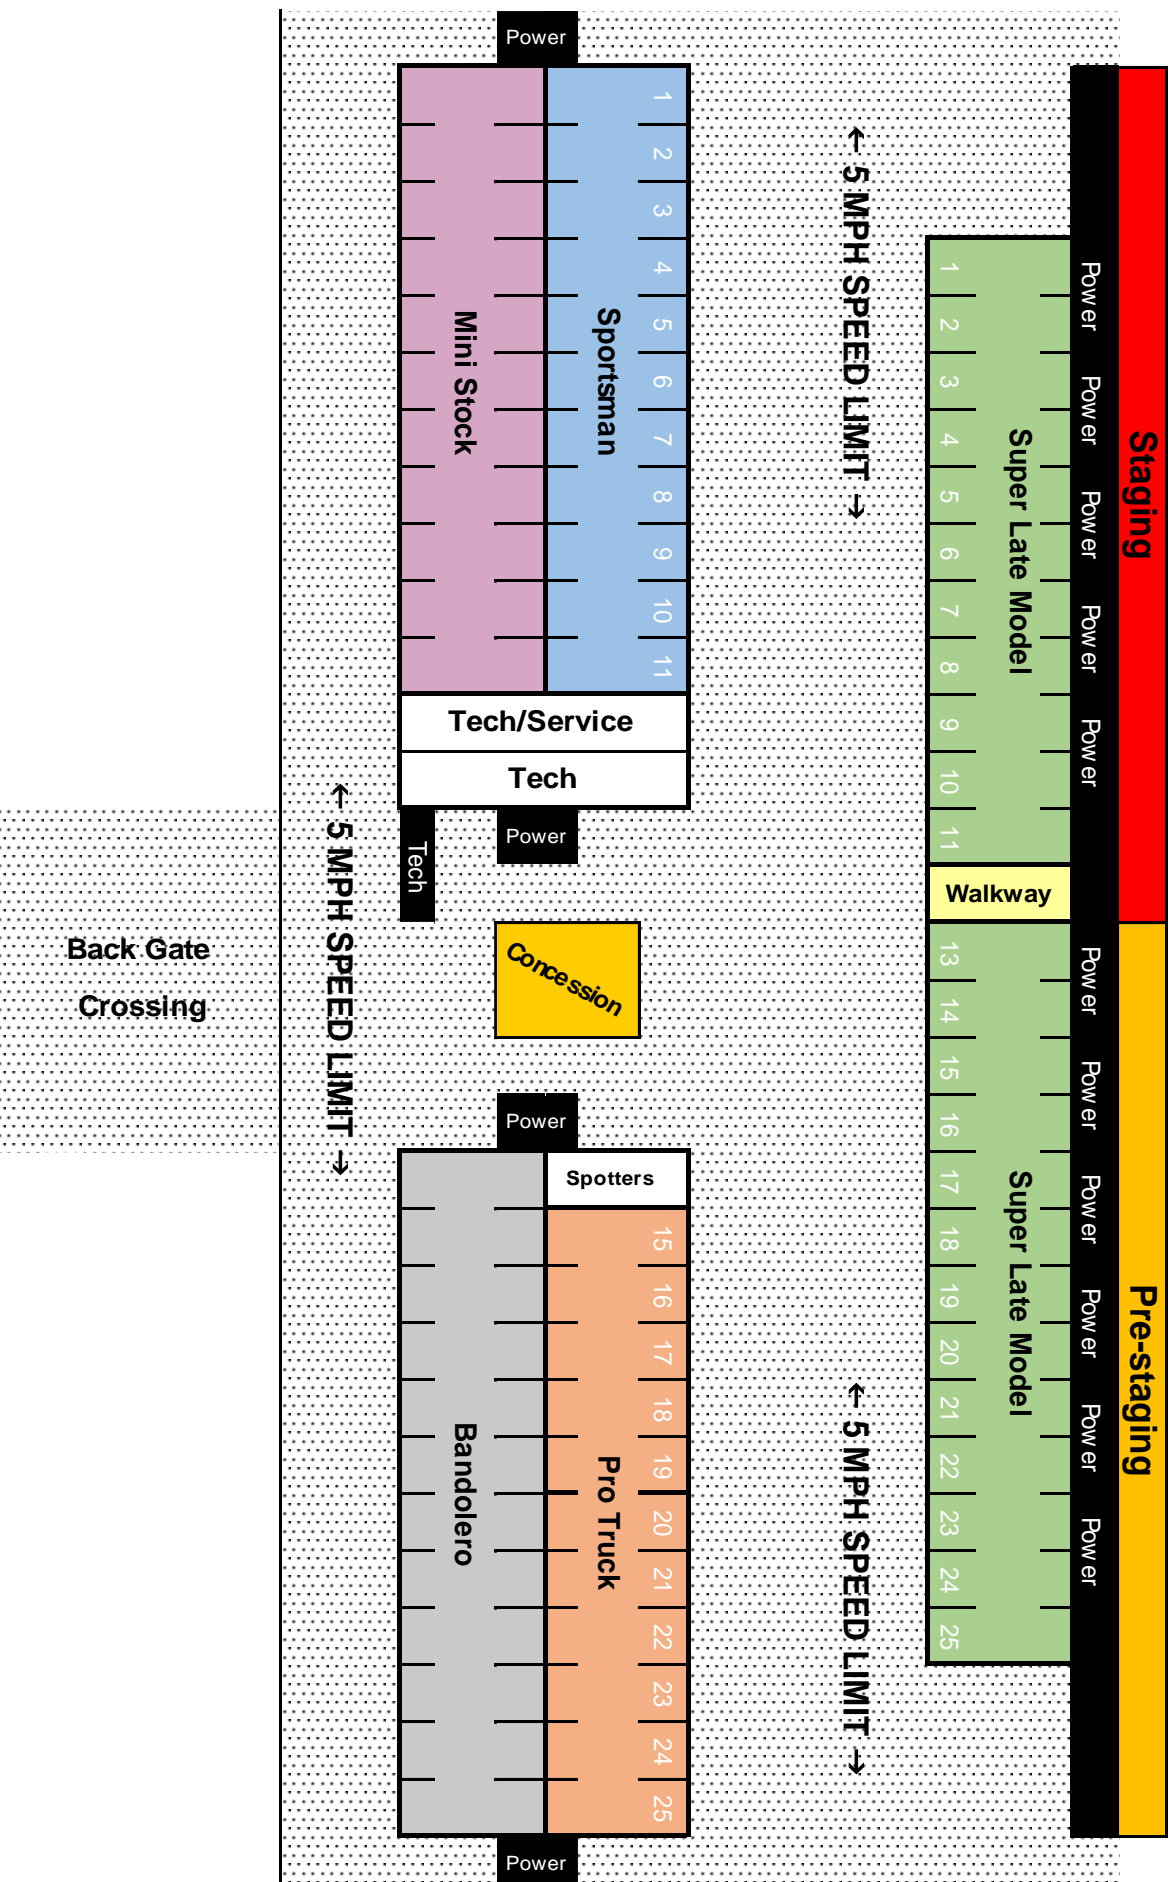 Power
1
2
3
4
5
6
7
8
9
10
11
Mini Stock
Sportsman
Tech/Service
Tech
Tech
Power
← 5 MPH SPEED LIMIT →
Back Gate
Crossing
← 5 MPH SPEED LIMIT →
Concession
Power
Spotters
15
16
17
18
19
20
21
22
23
24
25
Bandolero
Pro Truck
Power
← 5 MPH SPEED LIMIT →
1
2
3
4
5
6
7
8
9
10
11
Super Late Model
Power
Power
Power
Power
Power
Staging
Walkway
13
14
15
16
17
18
19
20
21
22
23
24
25
Super Late Model
Power
Power
Power
Power
Power
Power
Pre-staging